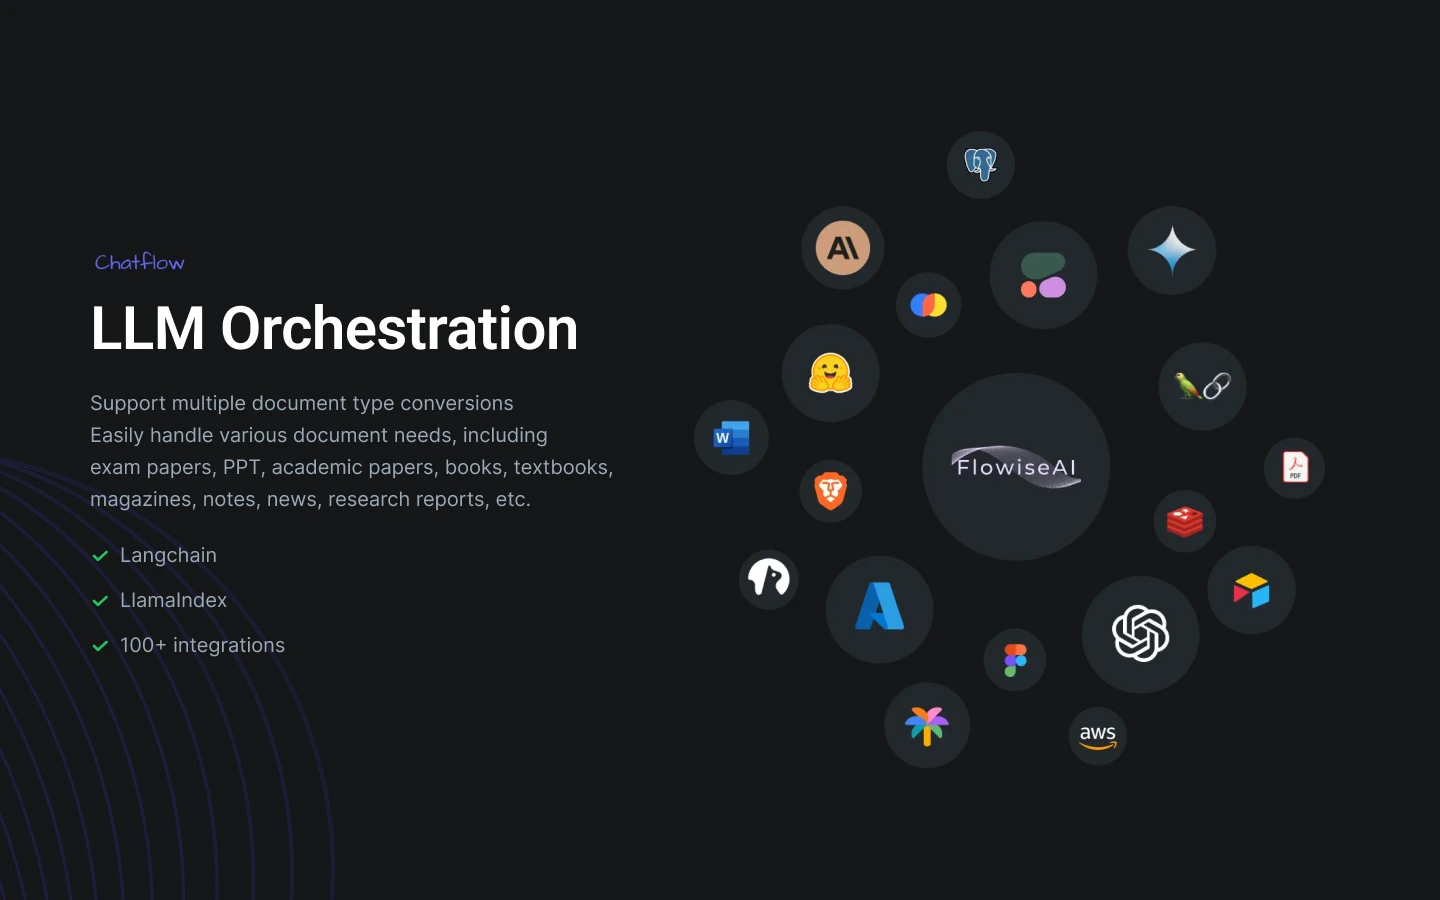 Chatflow
LLM Orchestration
Support multiple document type conversions
Easily handle various document needs, including
exam papers, PPT, academic papers, books, textbooks,
magazines, notes, news, research reports, etc.
Langchain
LlamaIndex
100+ integrations
AI
W
FlowiseAI
PDF
aws